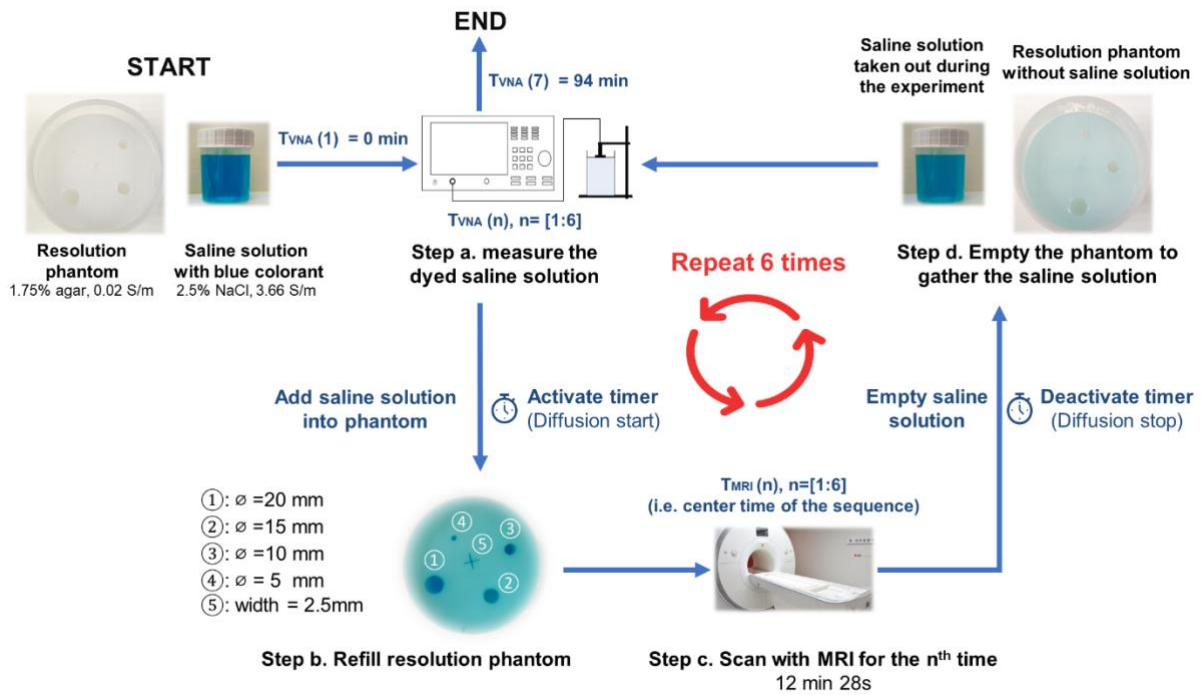 END
START
TVNA (7) = 94 min
TVNA (1) = 0 min
Saline solution
taken out during
the experiment
Resolution phantom
without saline solution
Resolution
phantom
1.75% agar, 0.02 S/m
Saline solution
with blue colorant
2.5% NaCl, 3.66 S/m
TVNA (n), n= [1:6]
Step a. measure the
dyed saline solution
Repeat 6 times
Step d. Empty the phantom to
gather the saline solution
Add saline solution
into phantom
Activate timer
(Diffusion start)
Empty saline
solution
Deactivate timer
(Diffusion stop)
①: ⌀ =20 mm
②: ⌀ =15 mm
③: ⌀ =10 mm
④: ⌀ = 5 mm
⑤: width = 2.5mm
④
③
⑤
①
②
TMRI (n), n=[1:6]
(i.e. center time of the sequence)
Step b. Refill resolution phantom
Step c. Scan with MRI for the nth time
12 min 28s